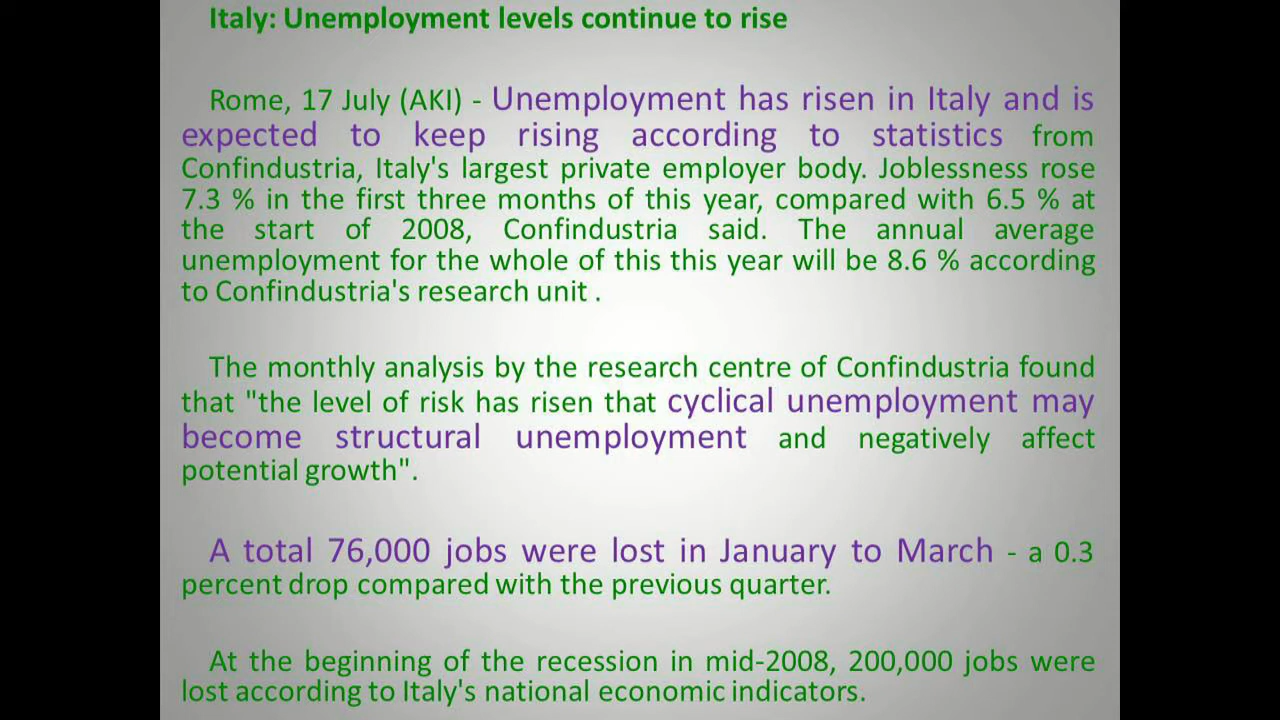 Italy: Unemployment levels continue to rise
Rome, 17 July (AKI) - Unemployment has risen in Italy and is
expected to keep rising according to statistics from
Confindustria, Italy's largest private employer body. Joblessness rose
7.3 % in the first three months of this year, compared with 6.5 % at
the start of 2008, Confindustria said. The annual average
unemployment for the whole of this this year will be 8.6 % according
to Confindustria's research unit .
The monthly analysis by the research centre of Confindustria found
that "the level of risk has risen that cyclical unemployment may
become structural unemployment and negatively affect
potential growth".
A total 76,000 jobs were lost in January to March - a 0.3
percent drop compared with the previous quarter.
At the beginning of the recession in mid-2008, 200,000 jobs were
lost according to Italy's national economic indicators.